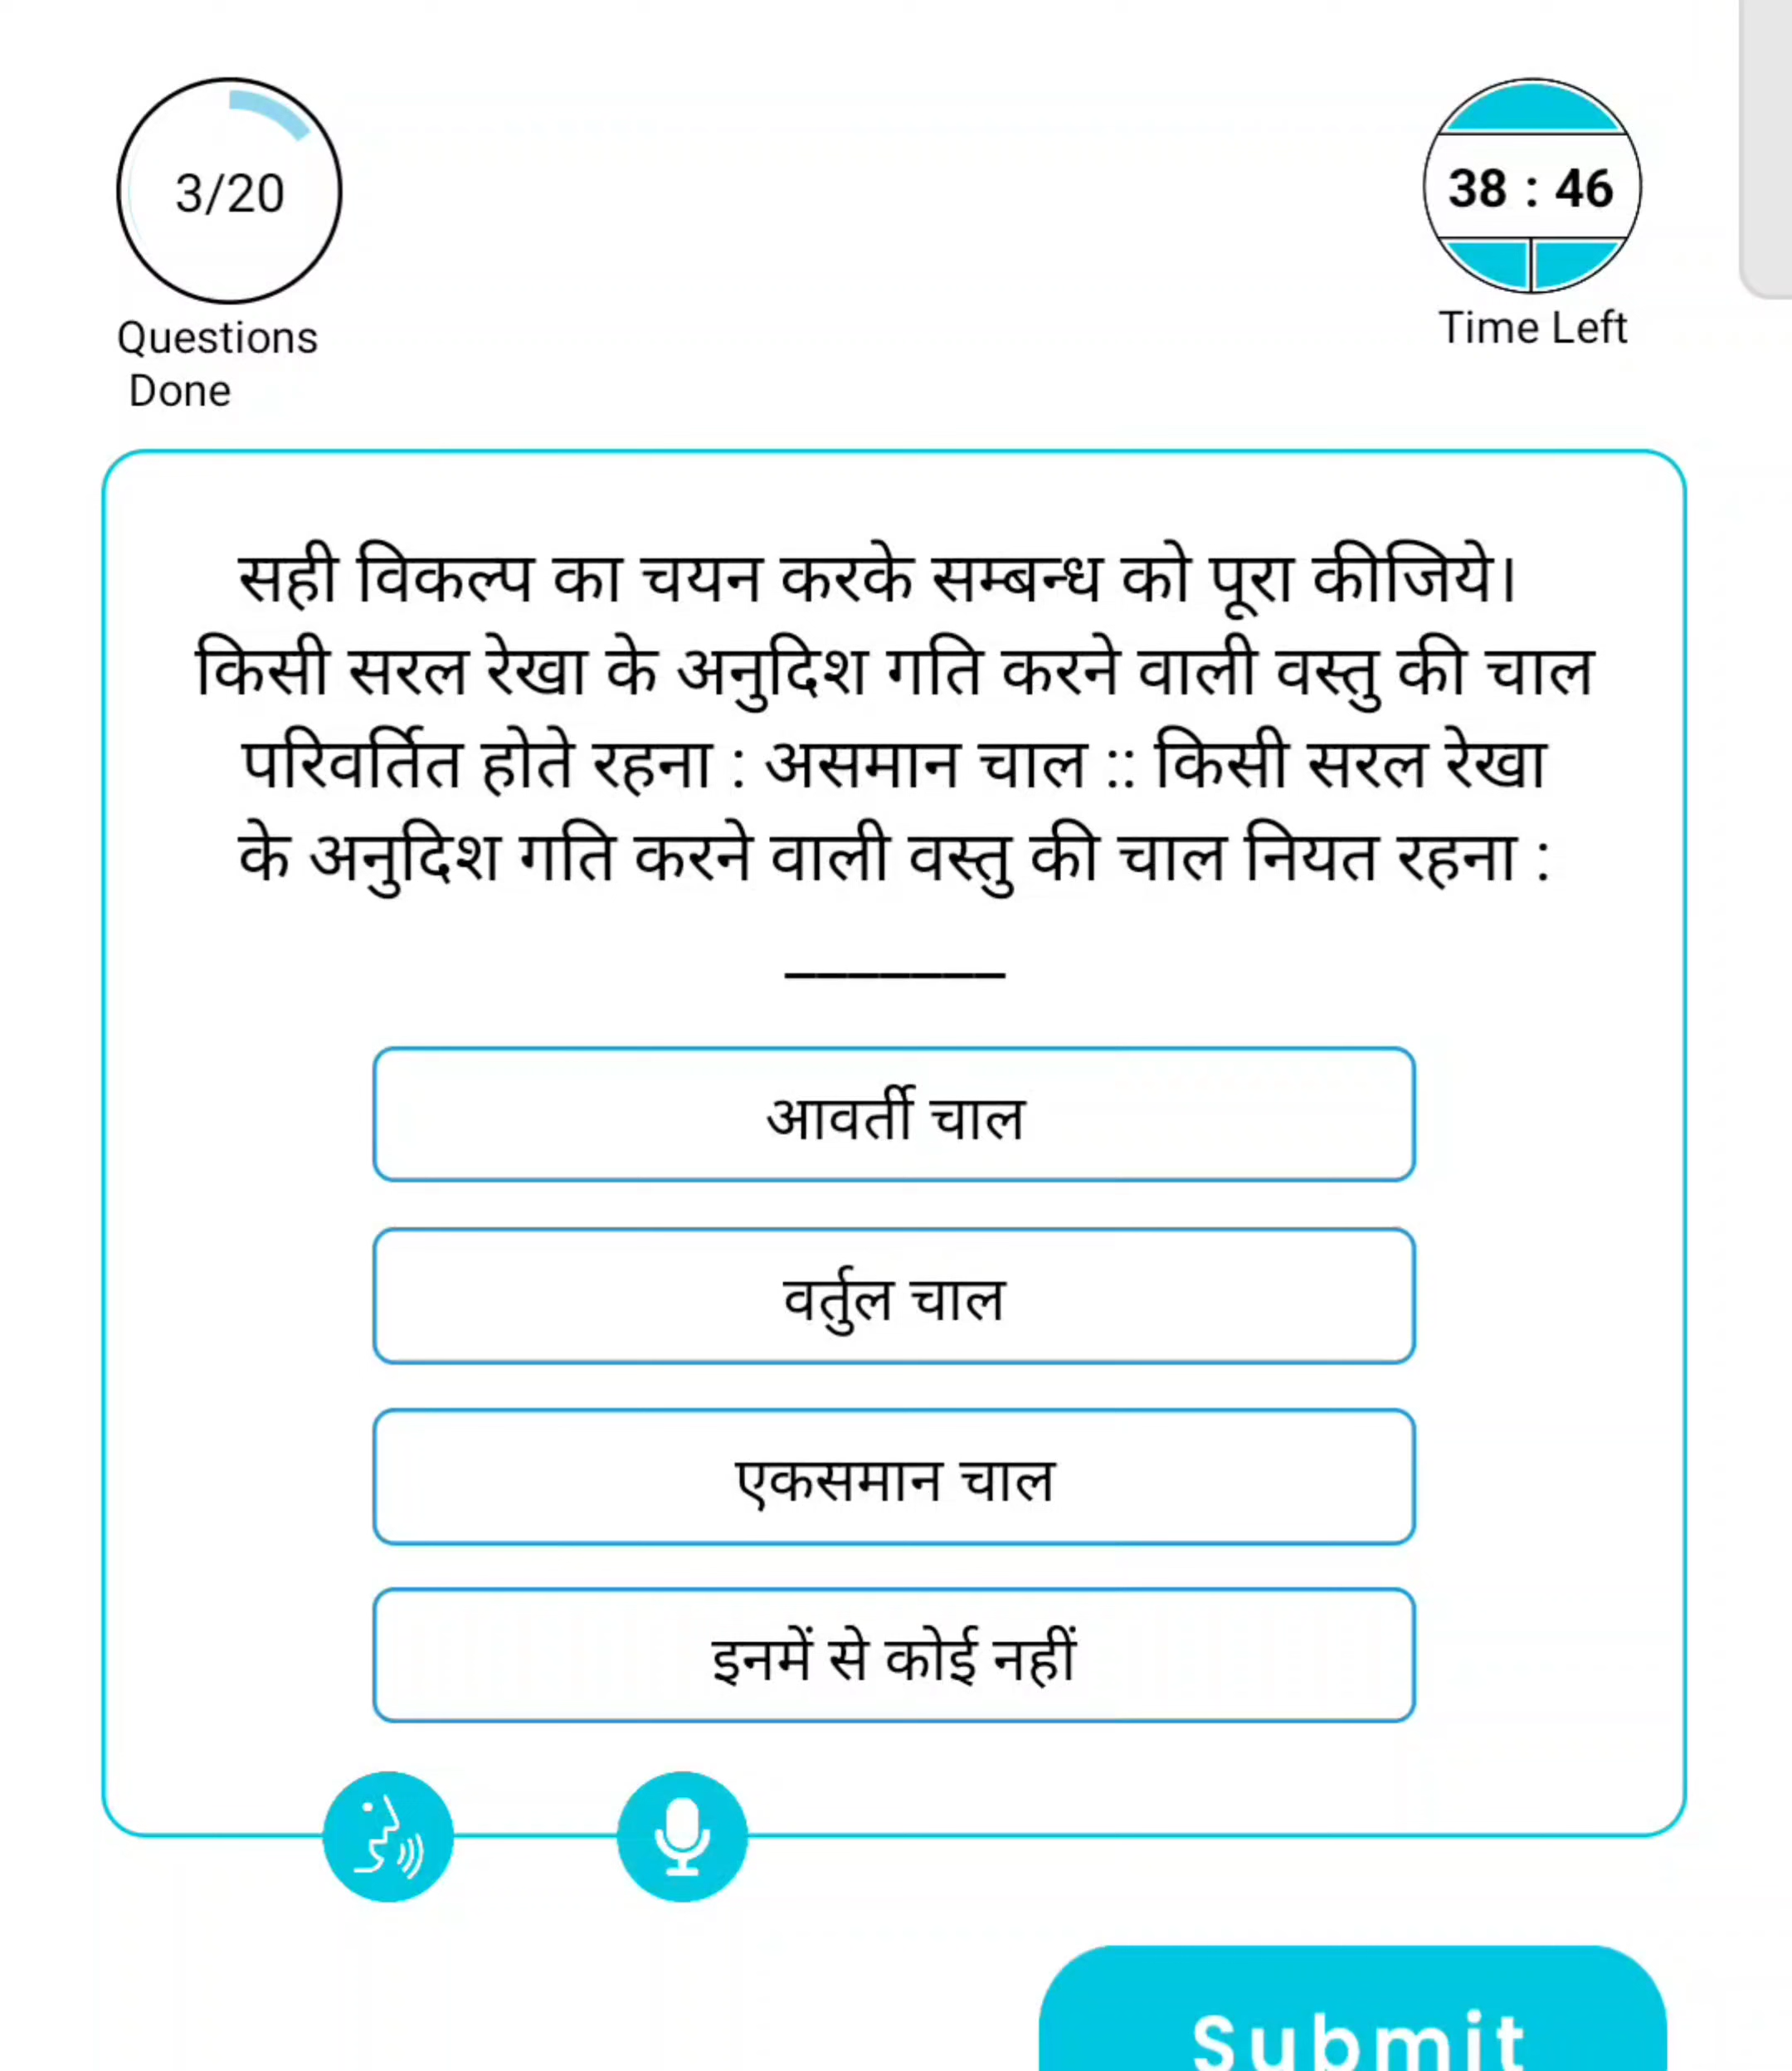 3/20
38 : 46
Questions
Done
Time Left
सही विकल्प का चयन करके सम्बन्ध को पूरा कीजिये।
किसी सरल रेखा के अनुदिश गति करने वाली वस्तु की चाल
परिवर्तित होते रहना : असमान चाल :: किसी सरल रेखा
के अनुदिश गति करने वाली वस्तु की चाल नियत रहना :
_______
आवर्ती चाल
वर्तुल चाल
एकसमान चाल
इनमें से कोई नहीं
Submit